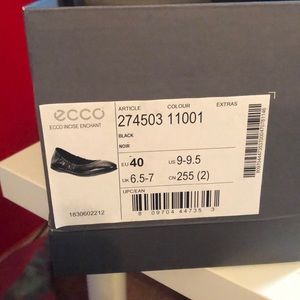 ARTICLE COLOUR EXTRAS
ecco 274503 11001
ECCO INCISE ENCHANT
BLACK
NOIR
EU 40 US 9-9.5
UK 6.5-7 CN 255 (2)
UPC/EAN
1830602212
8 09704 44735 3